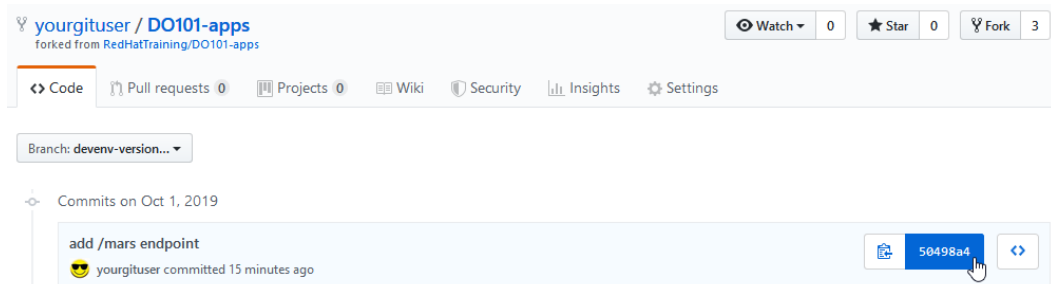 yourgituser / DO101-apps Watch 0 Star 0 Fork 3
forked from RedHatTraining/DO101-apps
Code Pull requests 0 Projects 0 Wiki Security Insights Settings
Branch: devenv-version...
Commits on Oct 1, 2019
add /mars endpoint
50498a4
yourgituser committed 15 minutes ago